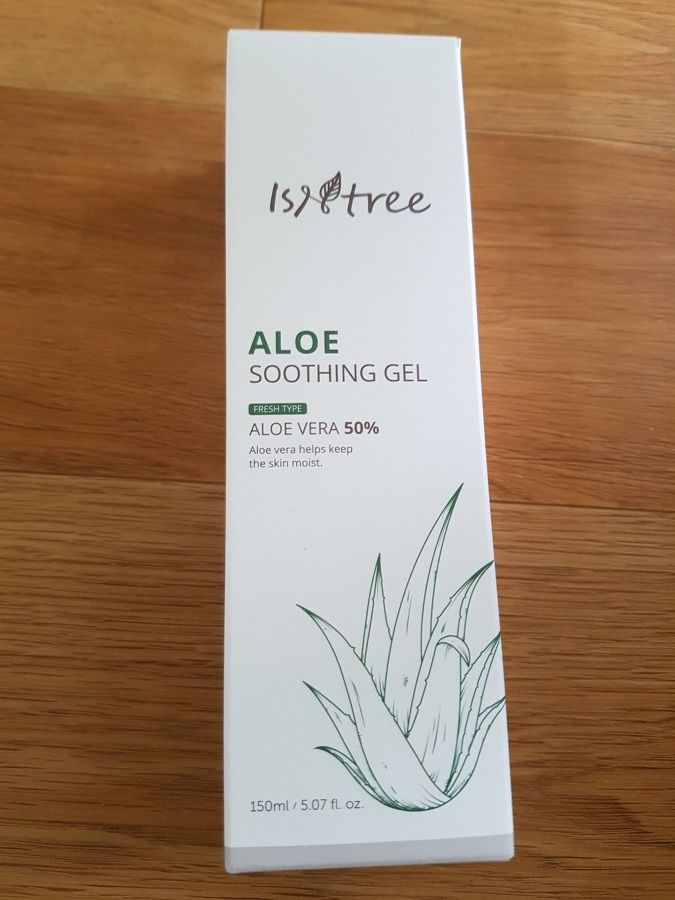 IsNtree
ALOE
SOOTHING GEL
FRESH TYPE
ALOE VERA 50%
Aloe vera helps keep
the skin moist.
150ml / 5.07 fl. oz.